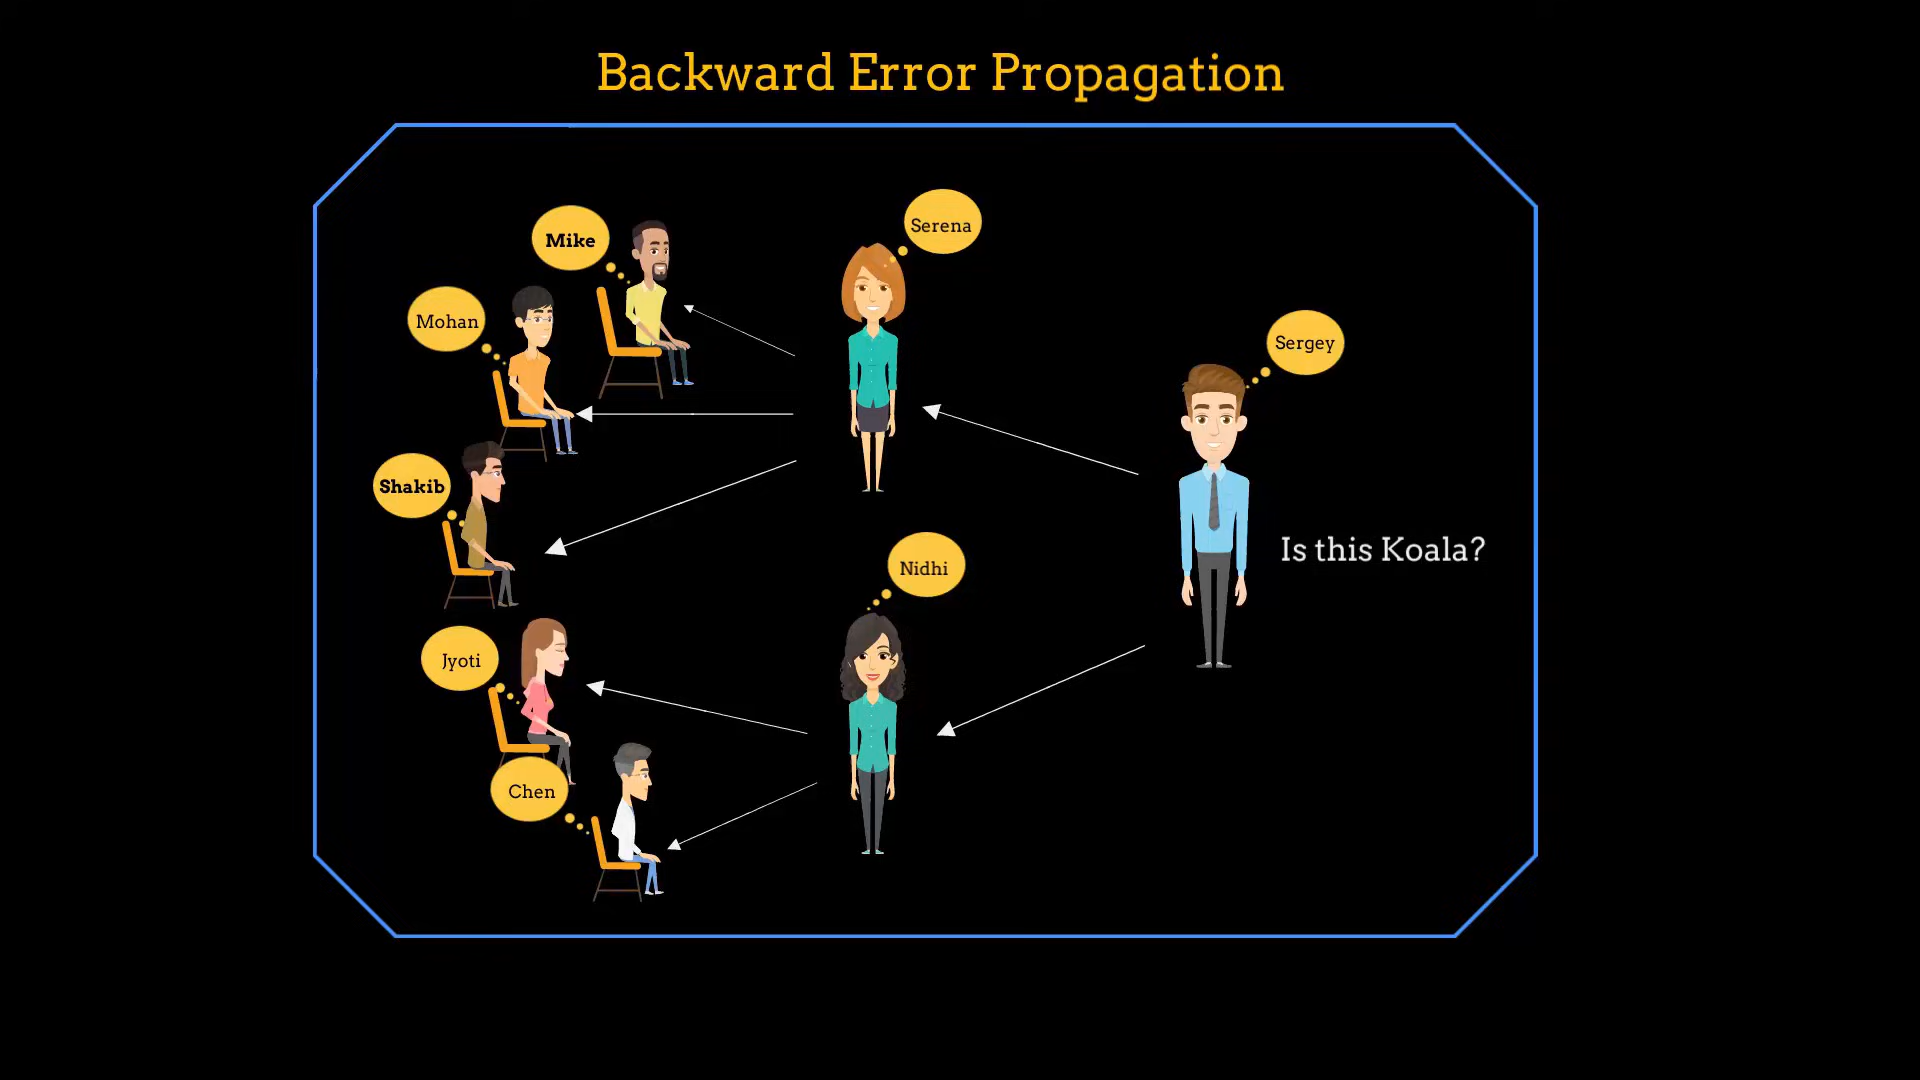 Backward Error Propagation
Serena
Mike
Mohan
Sergey
Shakib
Is this Koala?
Nidhi
Jyoti
Chen